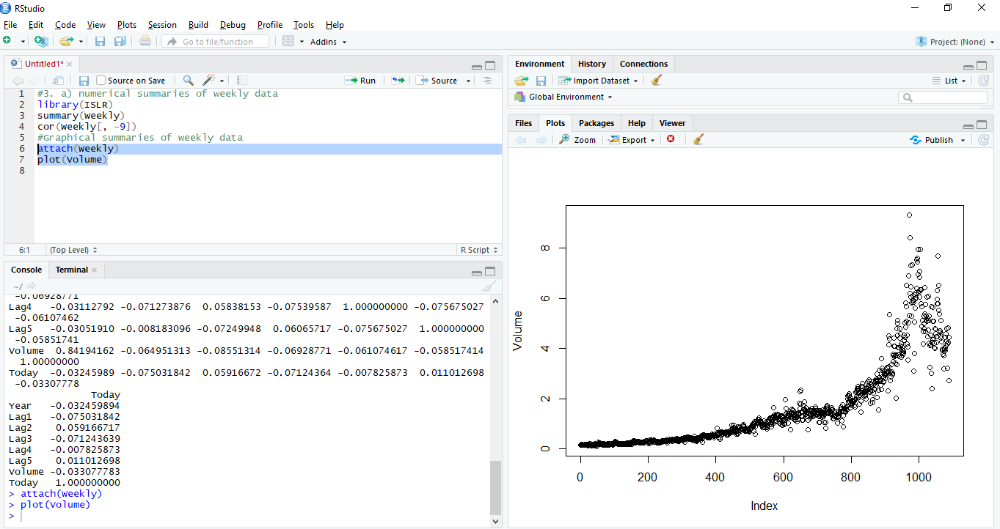 RStudio
File Edit Code View Plots Session Build Debug Profile Tools Help
Go to file/function Addins Project: (None)
Untitled1*
Source on Save Run Source
1 #3. a) numerical summaries of weekly data
2 library(ISLR)
3 summary(Weekly)
4 cor(Weekly[, -9])
5 #Graphical summaries of weekly data
6 attach(Weekly)
7 plot(Volume)
8
6:1 (Top Level) R Script
Console Terminal
~/
-0.06928771
Lag4 -0.03112792 -0.071273876 0.05838153 -0.07539587 1.000000000 -0.075675027
-0.06107462
Lag5 -0.03051910 -0.008183096 -0.07249948 0.06065717 -0.075675027 1.000000000
-0.05851741
Volume 0.84194162 -0.064951313 -0.08551314 -0.06928771 -0.061074617 -0.058517414
1.00000000
Today -0.03245989 -0.075031842 0.05916672 -0.07124364 -0.007825873 0.011012698
-0.03307778
Today
Year -0.032459894
Lag1 -0.075031842
Lag2 0.059166717
Lag3 -0.071243639
Lag4 -0.007825873
Lag5 0.011012698
Volume -0.033077783
Today 1.000000000
> attach(Weekly)
> plot(Volume)
>
Environment History Connections
Import Dataset List
Global Environment
Files Plots Packages Help Viewer
Zoom Export Publish
Volume
8
6
4
2
0
0 200 400 600 800 1000
Index